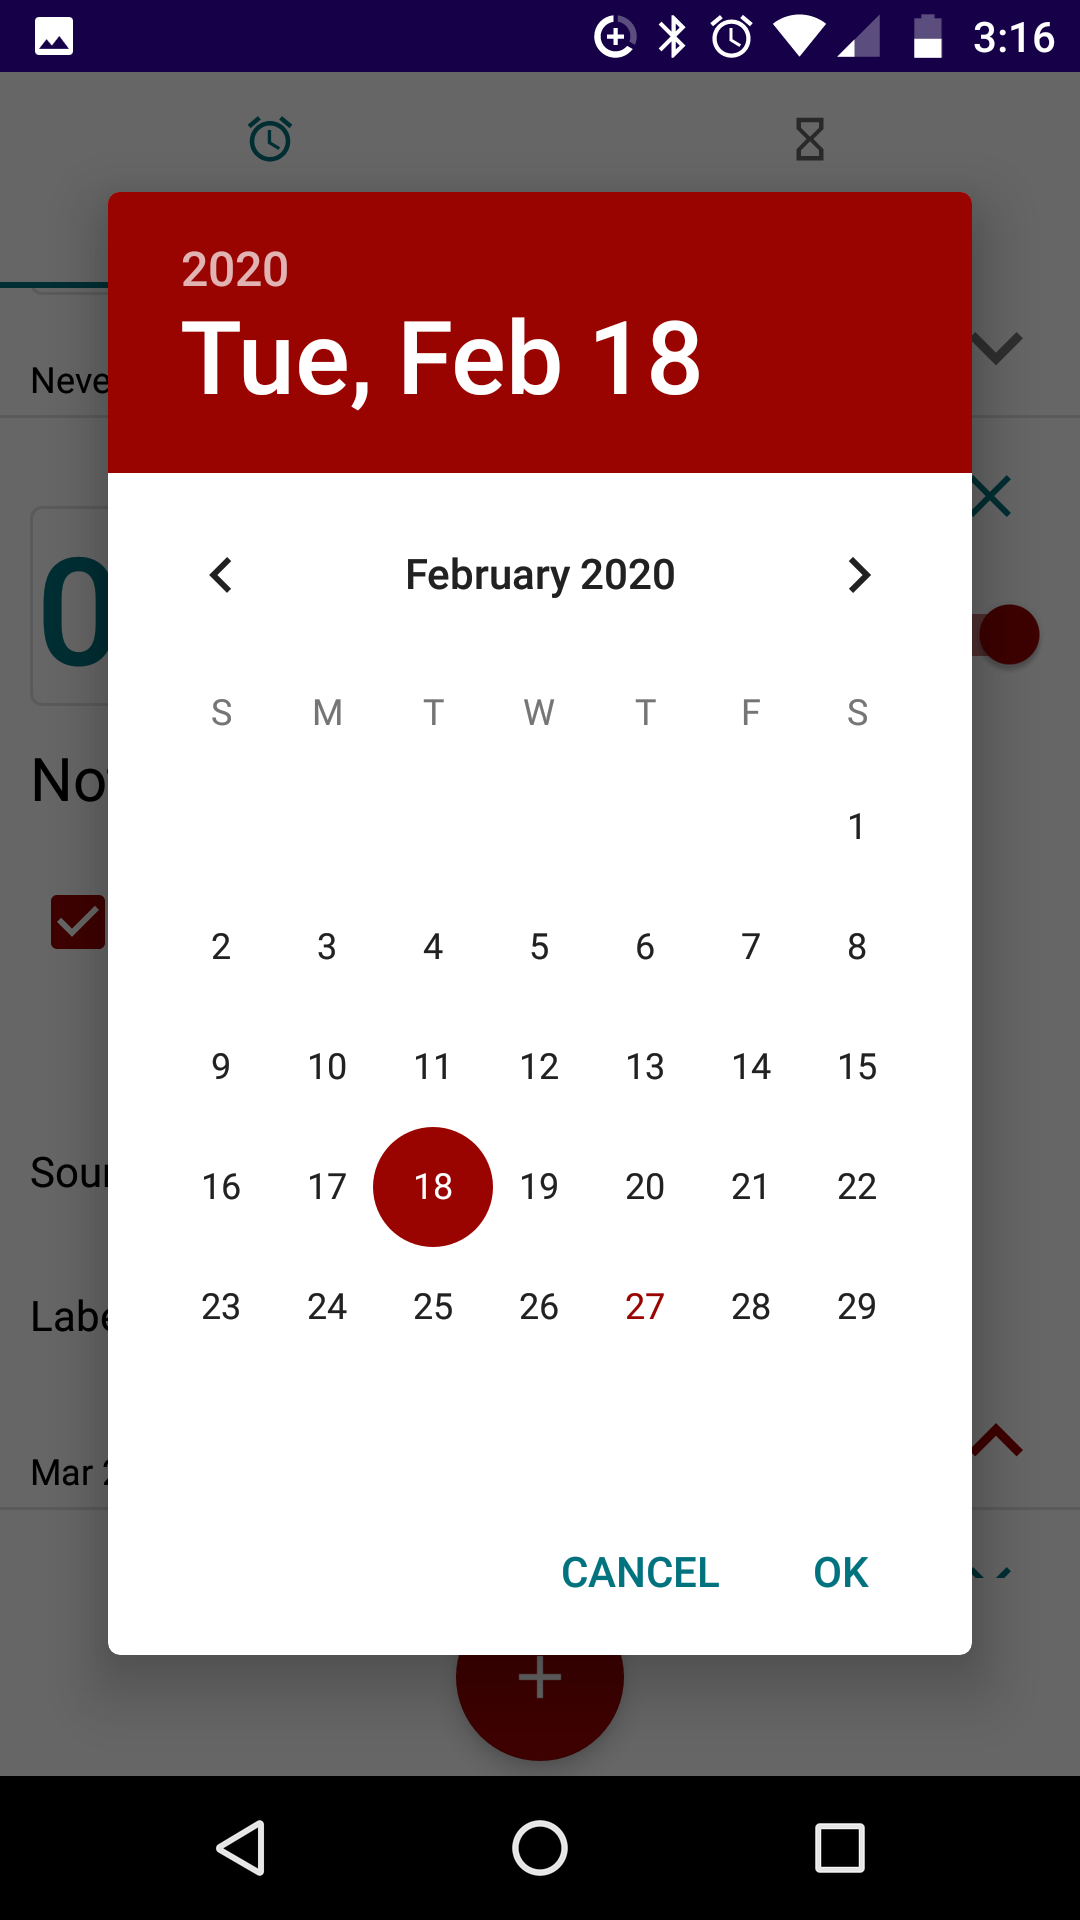 3:16
2020
Tue, Feb 18
February 2020
S M T W T F S
1
2 3 4 5 6 7 8
9 10 11 12 13 14 15
16 17 18 19 20 21 22
23 24 25 26 27 28 29
CANCEL OK
Neve
0
No
Sour
Labe
Mar 2